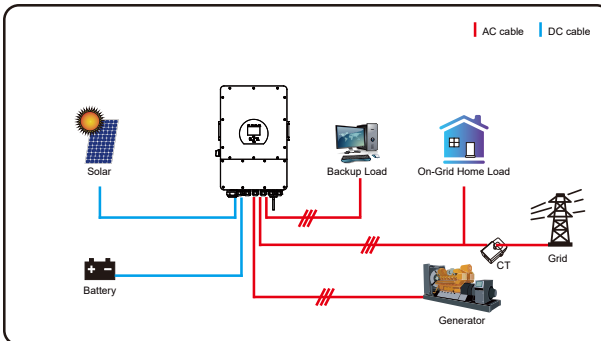 AC cable
DC cable
Solar
Backup Load
On-Grid Home Load
CT
Grid
Battery
Generator